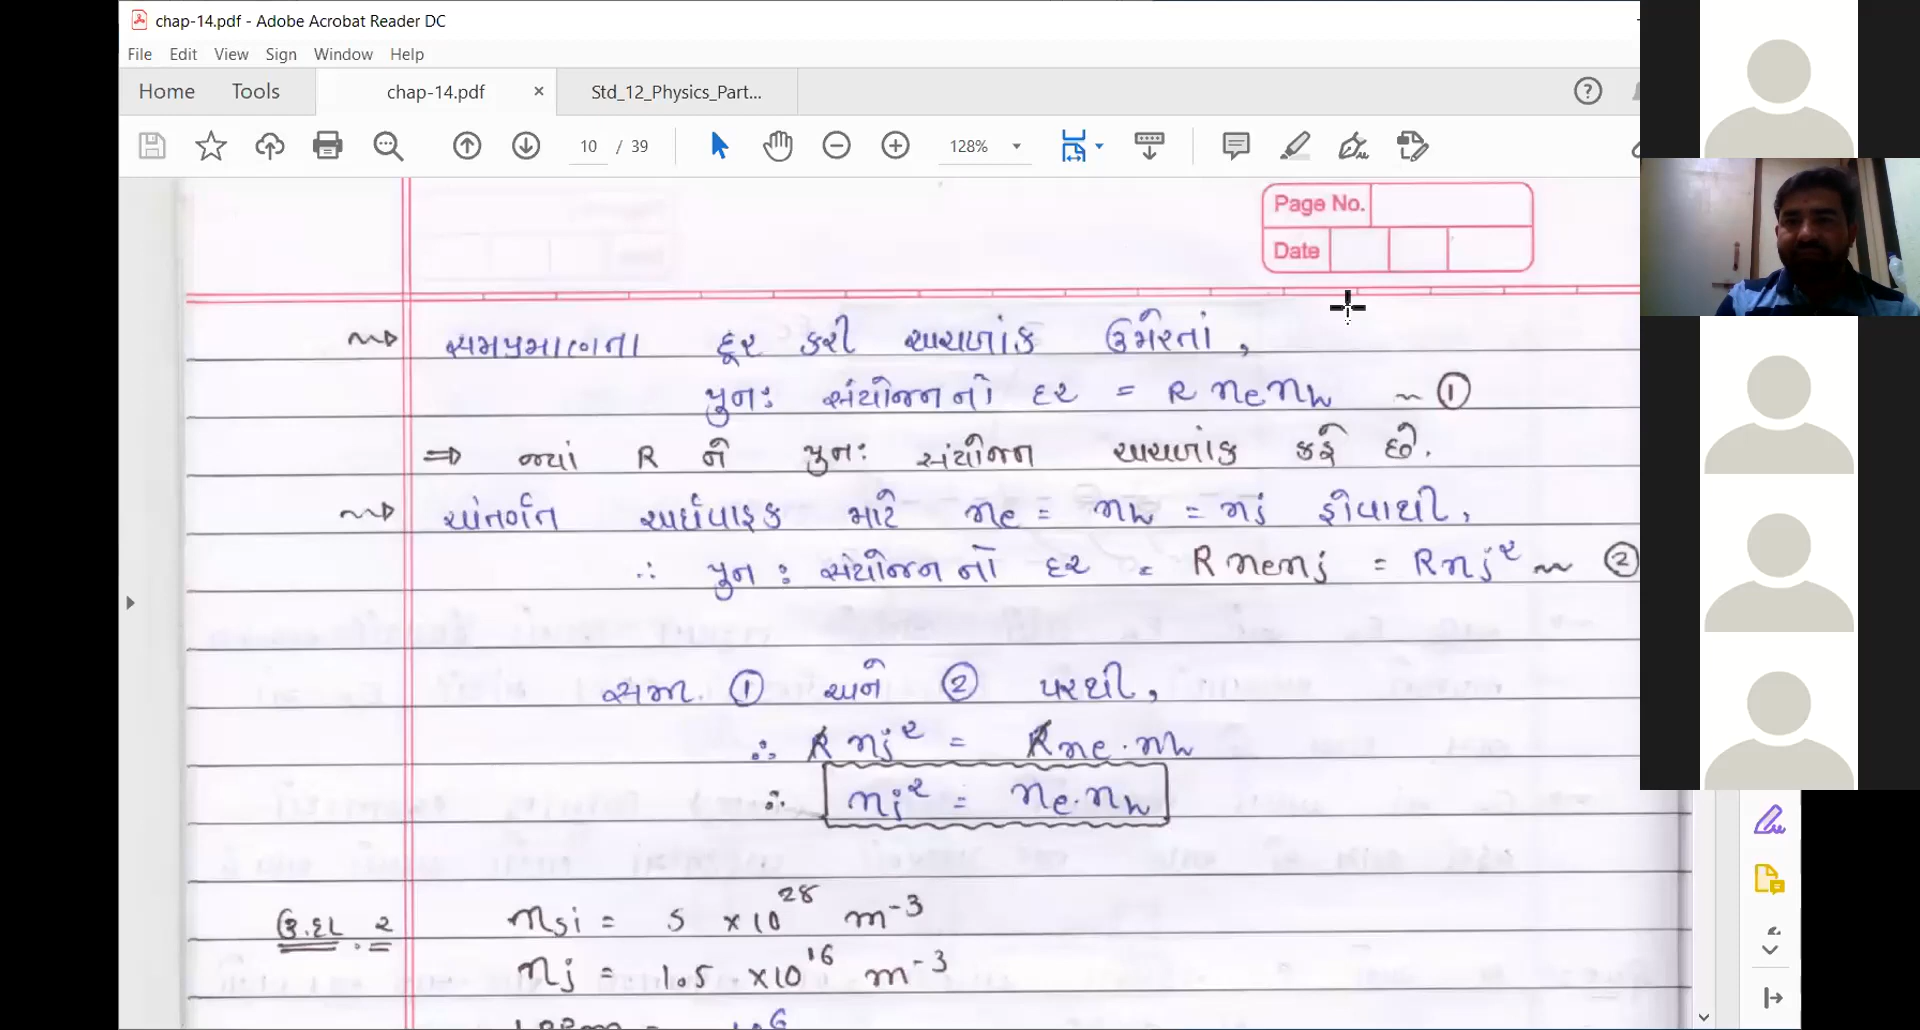 chap-14.pdf - Adobe Acrobat Reader DC
File Edit View Sign Window Help
Home Tools chap-14.pdf × Std_12_Physics_Part...
10 / 39 128%
Page No.
Date
સમપ્રમાણતા દૂર કરી અચળાંક ઉમેરતાં,
પુનઃ સંયોજનનો દર = R ne nh ~ ①
⇒ જ્યાં R ને પુનઃ સંયોજન અચળાંક કહે છે.
આંતર્ગત અર્ધવાહક માટે ne = nh = ni હોવાથી,
∴ પુનઃ સંયોજનનો દર = R ne ni = R ni² ~ ②
સમી. ① અને ② પરથી,
∴ R ni² = R ne · nh
∴ ni² = ne · nh
ઉ.દા. ૨ nsi = 5 × 10²⁸ m⁻³
ni = 1.5 × 10¹⁶ m⁻³